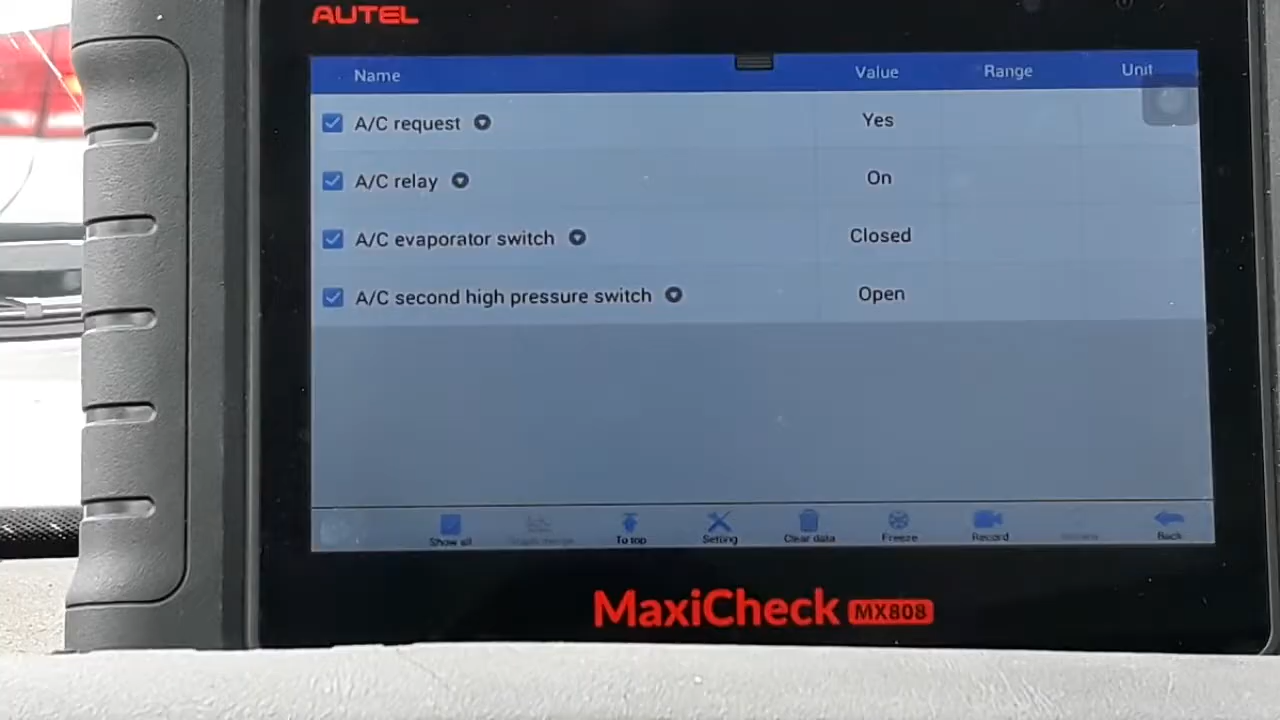 AUTEL
Name Value Range Unit
A/C request Yes
A/C relay On
A/C evaporator switch Closed
A/C second high pressure switch Open
Show all To top Setting Clear data Freeze Record Back
MaxiCheck MX808